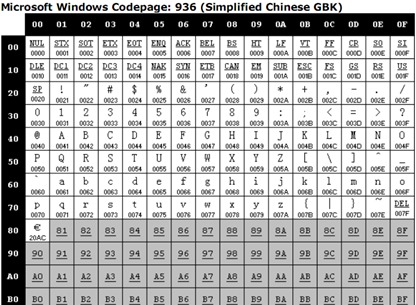 Microsoft Windows Codepage: 936 (Simplified Chinese GBK)
00 01 02 03 04 05 06 07 08 09 0A 0B 0C 0D 0E 0F
00 NUL STX SOT ETX EOT ENQ ACK BEL BS HT LF VT FF CR SO SI
0000 0001 0002 0003 0004 0005 0006 0007 0008 0009 000A 000B 000C 000D 000E 000F
10 DLE DC1 DC2 DC3 DC4 NAK SYN ETB CAN EM SUB ESC FS GS RS US
0010 0011 0012 0013 0014 0015 0016 0017 0018 0019 001A 001B 001C 001D 001E 001F
20 SP ! " # $ % & ' ( ) * + , - . /
0020 0021 0022 0023 0024 0025 0026 0027 0028 0029 002A 002B 002C 002D 002E 002F
30 0 1 2 3 4 5 6 7 8 9 : ; < = > ?
0030 0031 0032 0033 0034 0035 0036 0037 0038 0039 003A 003B 003C 003D 003E 003F
40 @ A B C D E F G H I J K L M N O
0040 0041 0042 0043 0044 0045 0046 0047 0048 0049 004A 004B 004C 004D 004E 004F
50 P Q R S T U V W X Y Z [ \ ] ^ _
0050 0051 0052 0053 0054 0055 0056 0057 0058 0059 005A 005B 005C 005D 005E 005F
60 ` a b c d e f g h i j k l m n o
0060 0061 0062 0063 0064 0065 0066 0067 0068 0069 006A 006B 006C 006D 006E 006F
70 p q r s t u v w x y z { | } ~ DEL
0070 0071 0072 0073 0074 0075 0076 0077 0078 0079 007A 007B 007C 007D 007E 007F
80 € 81 82 83 84 85 86 87 88 89 8A 8B 8C 8D 8E 8F
20AC
90 90 91 92 93 94 95 96 97 98 99 9A 9B 9C 9D 9E 9F
A0 A0 A1 A2 A3 A4 A5 A6 A7 A8 A9 AA AB AC AD AE AF
B0 B0 B1 B2 B3 B4 B5 B6 B7 B8 B9 BA BB BC BD BE BF